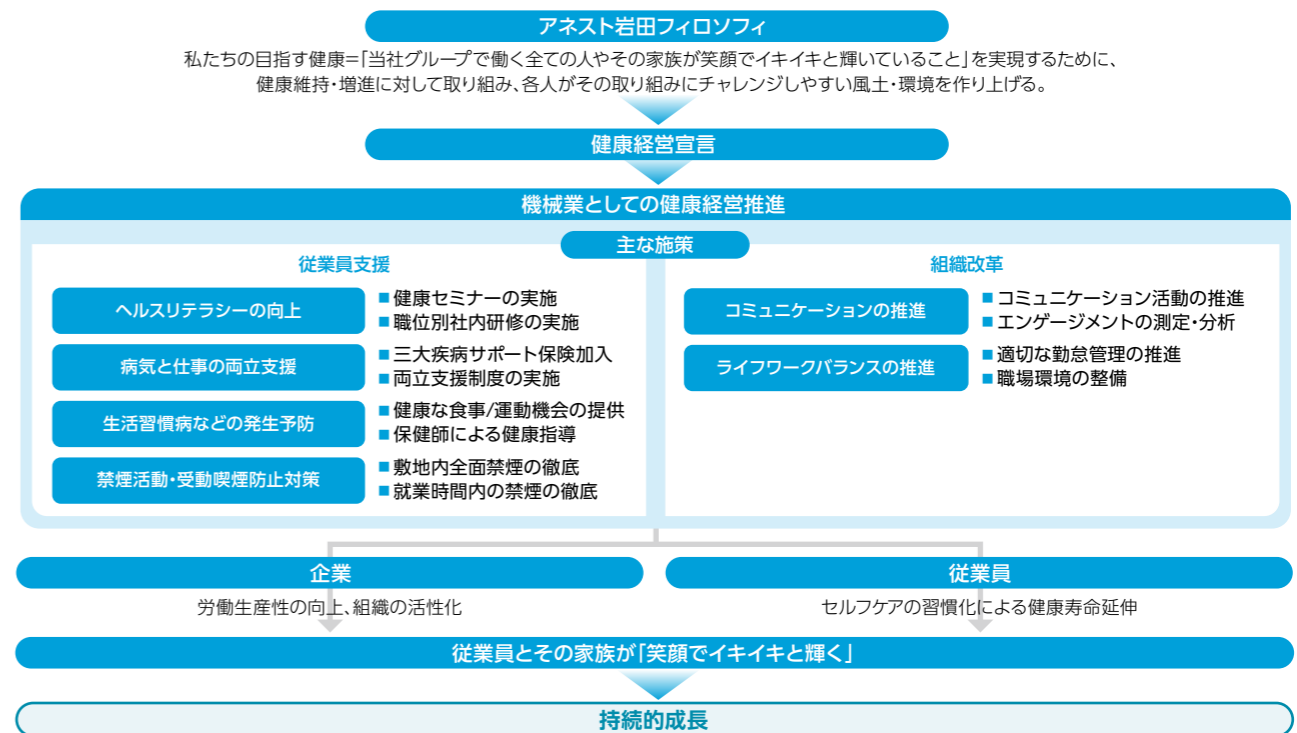 アネスト岩田フィロソフィ
私たちの目指す健康=「当社グループで働く全ての人やその家族が笑顔でイキイキと輝いていること」を実現するために、
健康維持・増進に対して取り組み、各人がその取り組みにチャレンジしやすい風土・環境を作り上げる。
健康経営宣言
機械業としての健康経営推進
主な施策
従業員支援
ヘルスリテラシーの向上
■健康セミナーの実施
■職位別社内研修の実施
病気と仕事の両立支援
■三大疾病サポート保険加入
■両立支援制度の実施
生活習慣病などの発生予防
■健康な食事/運動機会の提供
■保健師による健康指導
禁煙活動・受動喫煙防止対策
■敷地内全面禁煙の徹底
■就業時間内の禁煙の徹底
組織改革
コミュニケーションの推進
■コミュニケーション活動の推進
■エンゲージメントの測定・分析
ライフワークバランスの推進
■適切な勤怠管理の推進
■職場環境の整備
企業
労働生産性の向上、組織の活性化
従業員
セルフケアの習慣化による健康寿命延伸
従業員とその家族が「笑顔でイキイキと輝く」
持続的成長